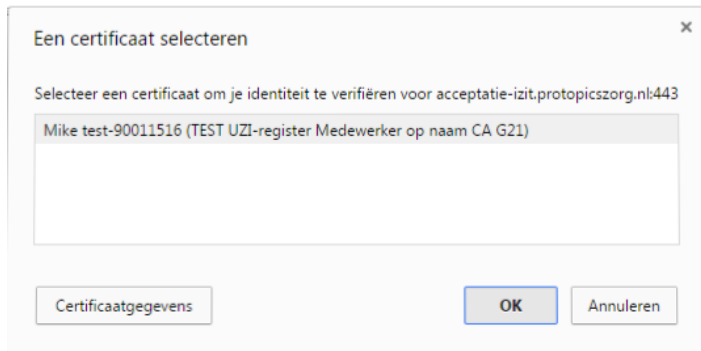 Een certificaat selecteren
Selecteer een certificaat om je identiteit te verifiëren voor acceptatie-izit.protopicszorg.nl:443
Mike test-90011516 (TEST UZI-register Medewerker op naam CA G21)
Certificaatgegevens
OK
Annuleren